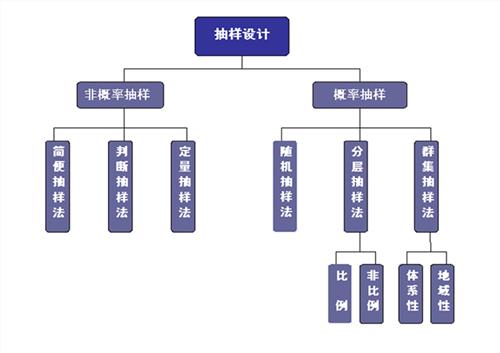 抽样设计
非概率抽样
概率抽样
简便抽样法
判断抽样法
定量抽样法
随机抽样法
分层抽样法
群集抽样法
比例
非比例
体系性
地域性